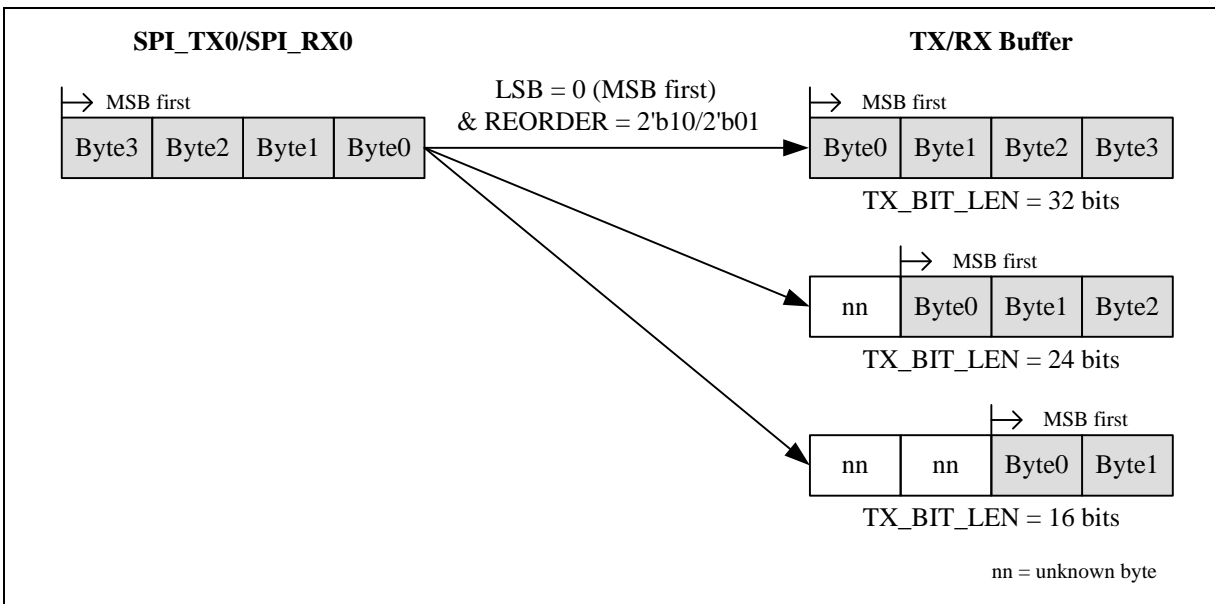 SPI_TX0/SPI_RX0
TX/RX Buffer
MSB first
LSB = 0 (MSB first)
& REORDER = 2'b10/2'b01
MSB first
Byte3 Byte2 Byte1 Byte0
Byte0 Byte1 Byte2 Byte3
TX_BIT_LEN = 32 bits
MSB first
nn Byte0 Byte1 Byte2
TX_BIT_LEN = 24 bits
MSB first
nn nn Byte0 Byte1
TX_BIT_LEN = 16 bits
nn = unknown byte